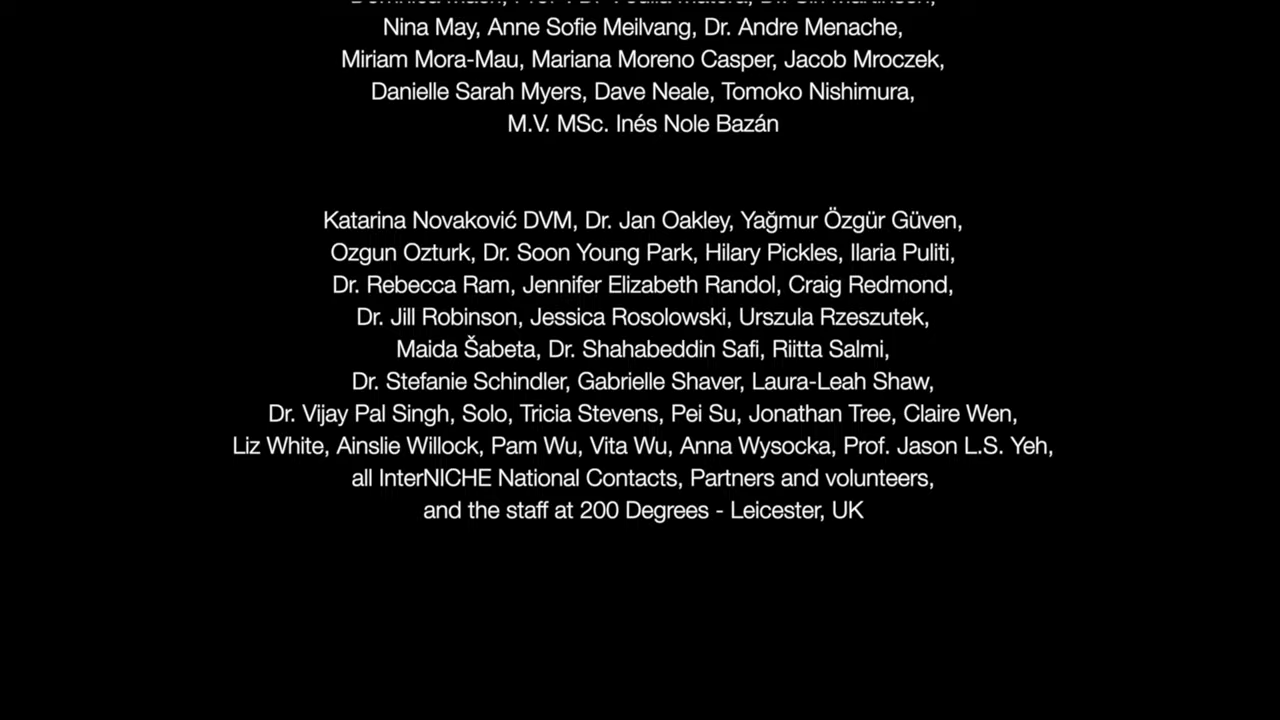 Nina May, Anne Sofie Meilvang, Dr. Andre Menache,
Miriam Mora-Mau, Mariana Moreno Casper, Jacob Mroczek,
Danielle Sarah Myers, Dave Neale, Tomoko Nishimura,
M.V. MSc. Inés Nole Bazán
Katarina Novaković DVM, Dr. Jan Oakley, Yağmur Özgür Güven,
Ozgun Ozturk, Dr. Soon Young Park, Hilary Pickles, Ilaria Puliti,
Dr. Rebecca Ram, Jennifer Elizabeth Randol, Craig Redmond,
Dr. Jill Robinson, Jessica Rosolowski, Urszula Rzeszutek,
Maida Šabeta, Dr. Shahabeddin Safi, Riitta Salmi,
Dr. Stefanie Schindler, Gabrielle Shaver, Laura-Leah Shaw,
Dr. Vijay Pal Singh, Solo, Tricia Stevens, Pei Su, Jonathan Tree, Claire Wen,
Liz White, Ainslie Willock, Pam Wu, Vita Wu, Anna Wysocka, Prof. Jason L.S. Yeh,
all InterNICHE National Contacts, Partners and volunteers,
and the staff at 200 Degrees - Leicester, UK